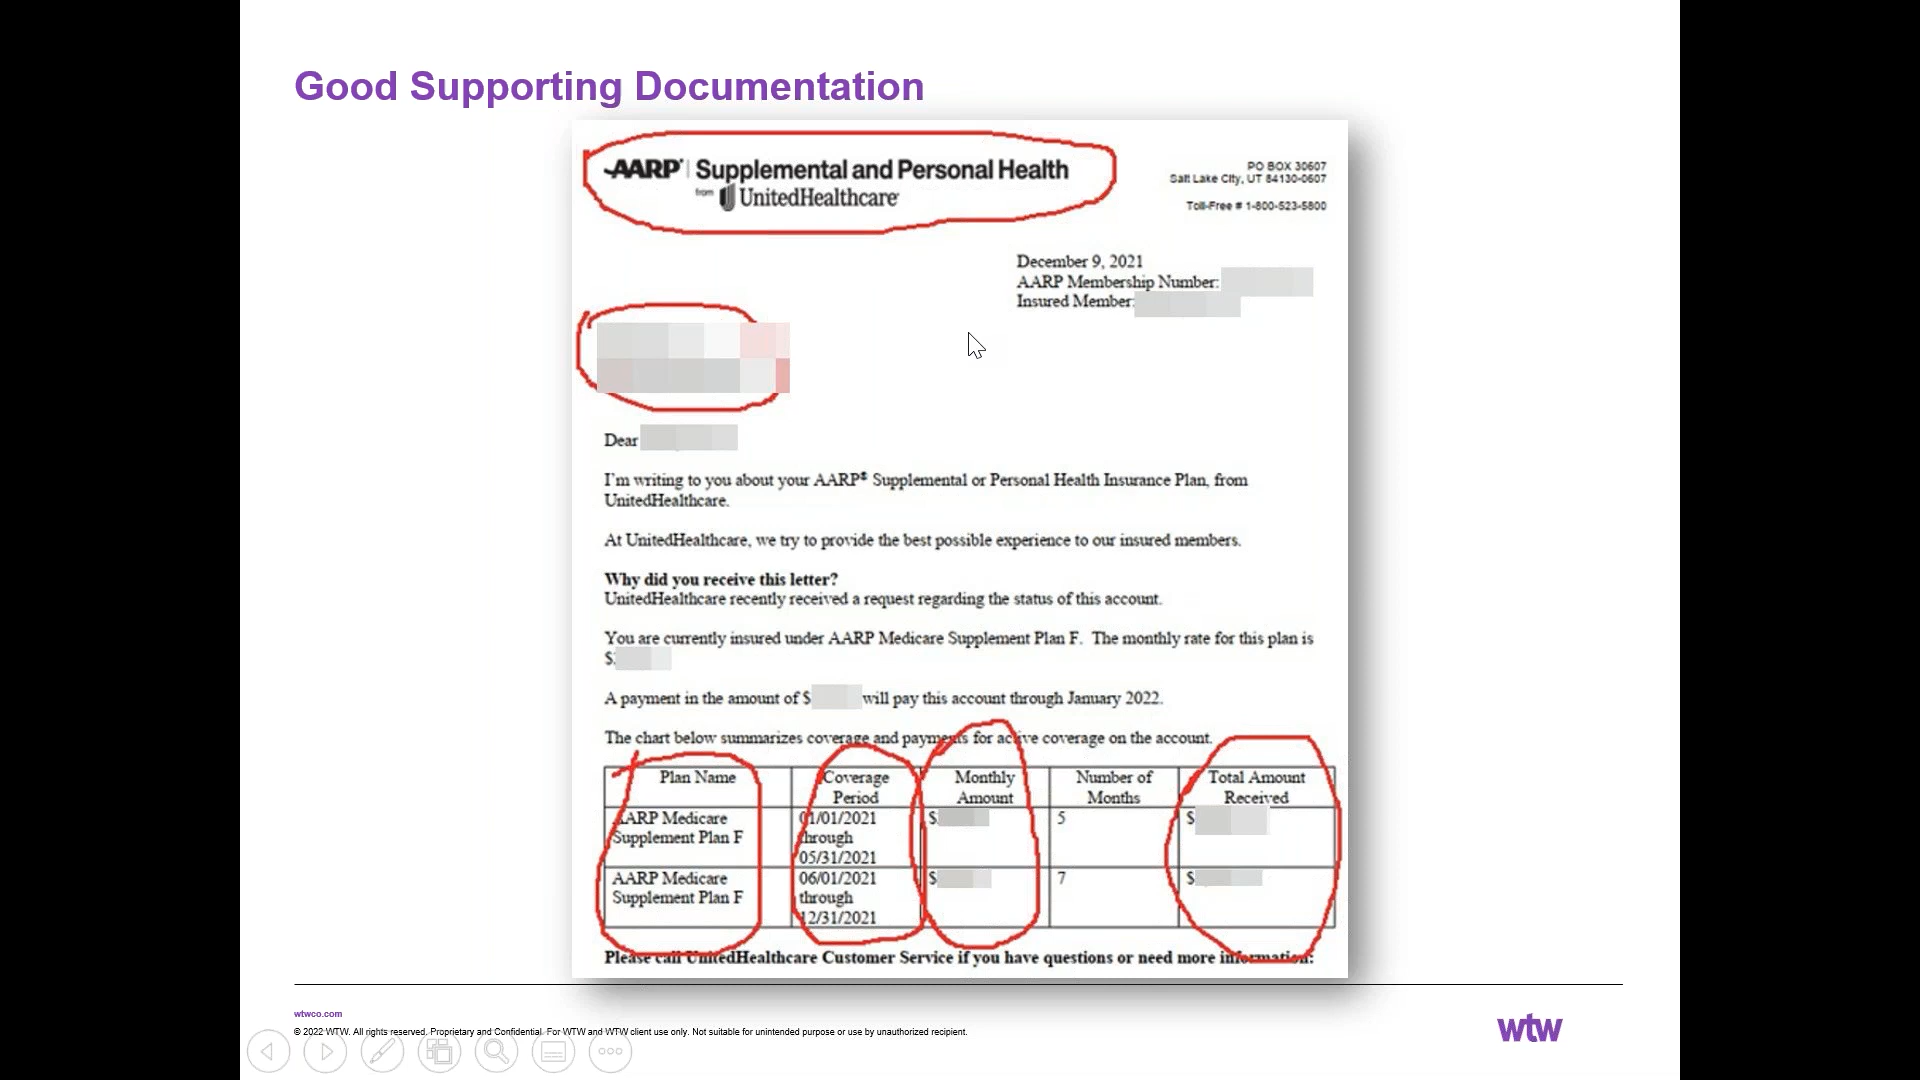 Good Supporting Documentation
AARP® Supplemental and Personal Health
from UnitedHealthcare
PO BOX 30607
Salt Lake City, UT 84130-0607
Toll-Free # 1-800-523-5800
December 9, 2021
AARP Membership Number:
Insured Member:
Dear
I'm writing to you about your AARP® Supplemental or Personal Health Insurance Plan, from
UnitedHealthcare.
At UnitedHealthcare, we try to provide the best possible experience to our insured members.
Why did you receive this letter?
UnitedHealthcare recently received a request regarding the status of this account.
You are currently insured under AARP Medicare Supplement Plan F. The monthly rate for this plan is
$
A payment in the amount of $ will pay this account through January 2022.
The chart below summarizes coverage and payments for active coverage on the account.
Plan Name
Coverage
Period
Monthly
Amount
Number of
Months
Total Amount
Received
AARP Medicare
Supplement Plan F
01/01/2021
through
05/31/2021
$
5
$
AARP Medicare
Supplement Plan F
06/01/2021
through
12/31/2021
$
7
$
Please call UnitedHealthcare Customer Service if you have questions or need more information:
wtwco.com
© 2022 WTW. All rights reserved. Proprietary and Confidential. For WTW and WTW client use only. Not suitable for unintended purpose or use by unauthorized recipient.
wtw